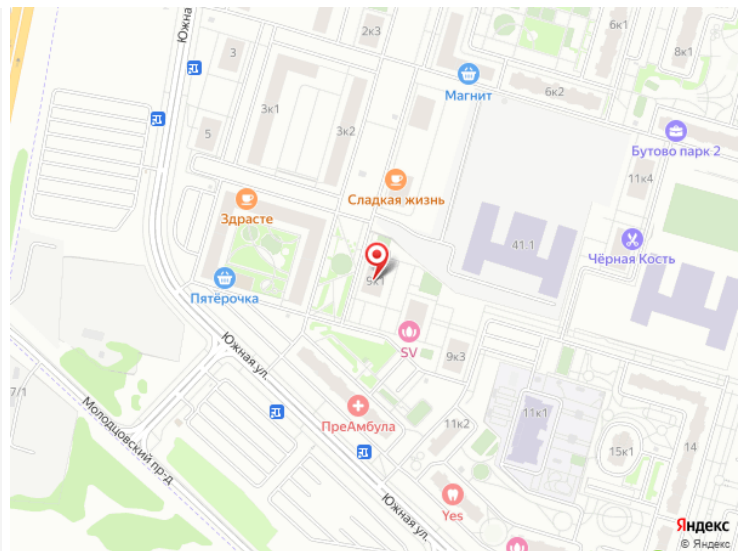 Южна
2к3
6к1
8к1
3
Магнит
6к2
3к1
3к2
5
Бутово парк 2
11к4
Сладкая жизнь
Здрасте
41.1
Чёрная Кость
9к1
Пятёрочка
SV
Южная ул.
9к3
7/1
Молодцовский пр-д
ПреАмбула
11к2
11к1
15к1
14
Yes
Южная ул.
Яндекс
© Яндекс